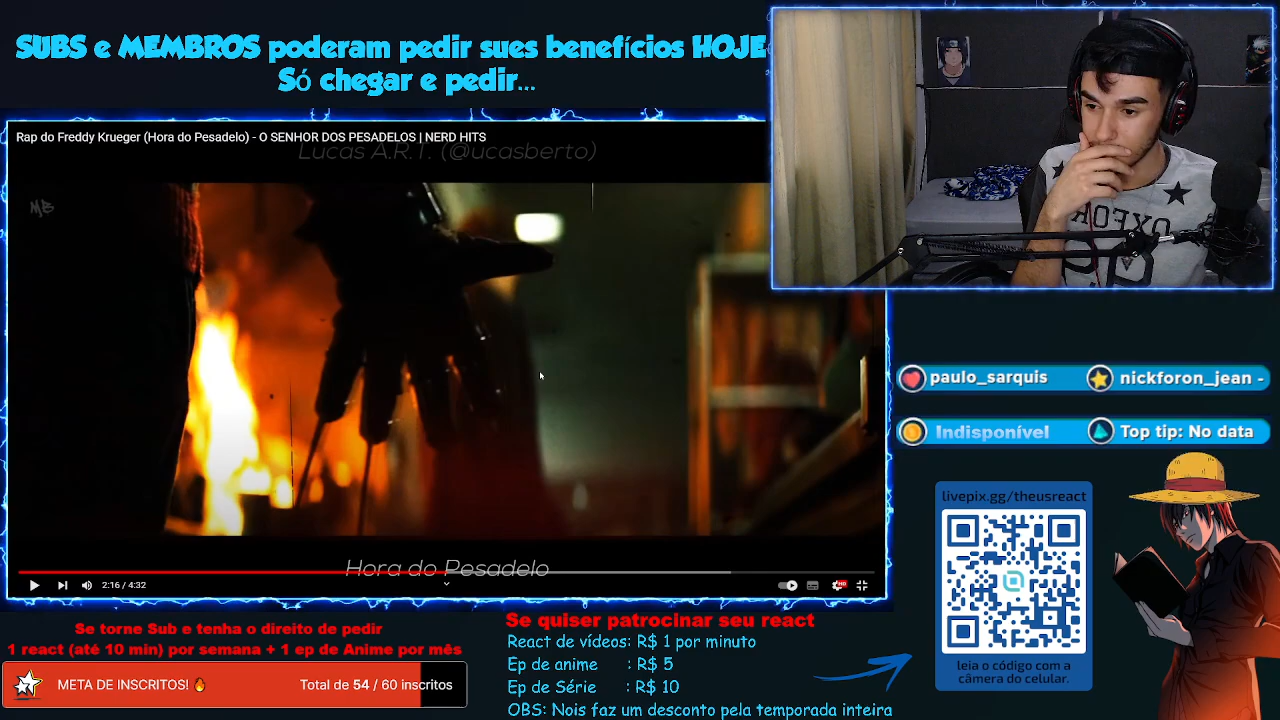 SUBS e MEMBROS poderam pedir sues benefícios HOJE
Só chegar e pedir...
Rap do Freddy Krueger (Hora do Pesadelo) - O SENHOR DOS PESADELOS | NERD HITS
Lucas A.R.T. (@ucasberto)
MB
Hora do Pesadelo
2:16 / 4:32
HD
paulo_sarquis
nickforon_jean -
Indisponível
Top tip: No data
livepix.gg/theusreact
leia o código com a
câmera do celular.
Se torne Sub e tenha o direito de pedir
1 react (até 10 min) por semana + 1 ep de Anime por mês
META DE INSCRITOS!🔥
Total de 54 / 60 inscritos
Se quiser patrocinar seu react
React de vídeos: R$ 1 por minuto
Ep de anime : R$ 5
Ep de Série : R$ 10
OBS: Nois faz um desconto pela temporada inteira